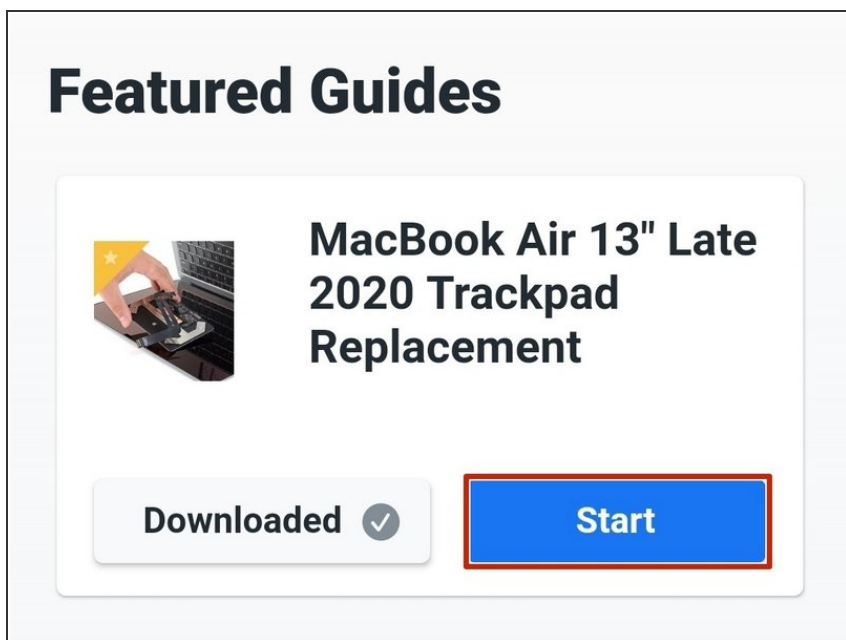 Featured Guides
MacBook Air 13" Late
2020 Trackpad
Replacement
Downloaded
Start